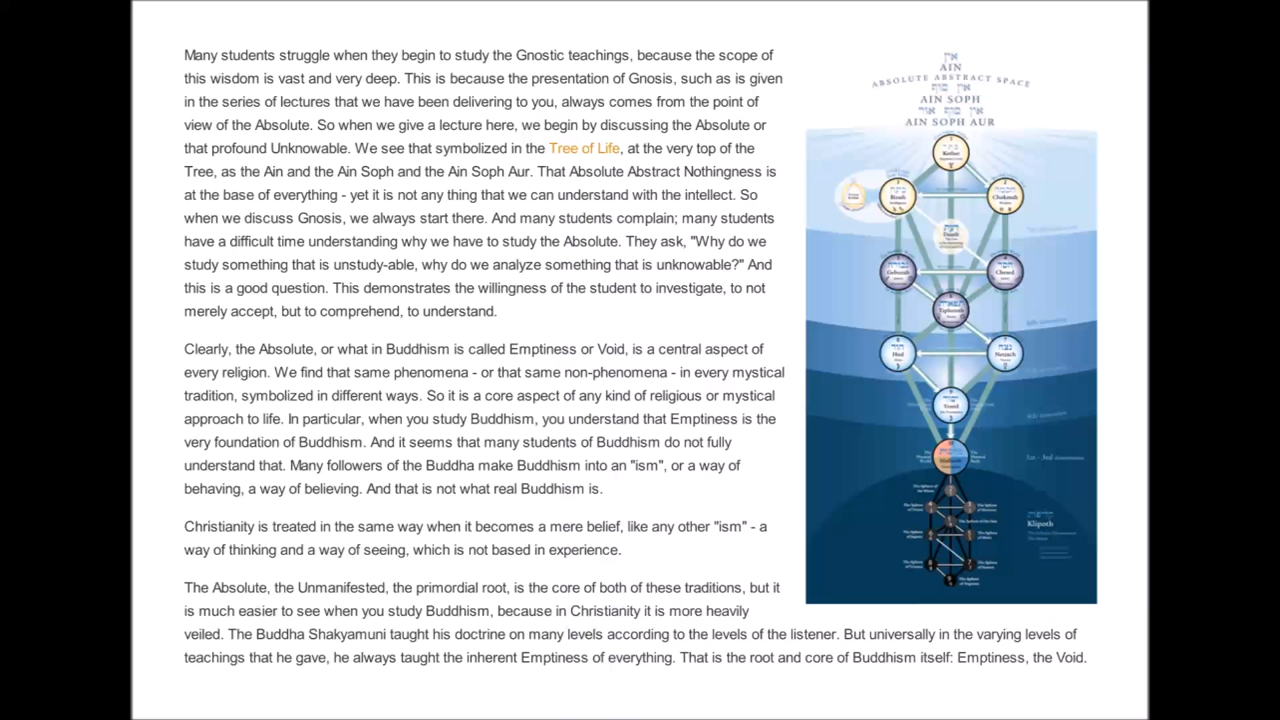 Many students struggle when they begin to study the Gnostic teachings, because the scope of
this wisdom is vast and very deep. This is because the presentation of Gnosis, such as is given
in the series of lectures that we have been delivering to you, always comes from the point of
view of the Absolute. So when we give a lecture here, we begin by discussing the Absolute or
that profound Unknowable. We see that symbolized in the Tree of Life, at the very top of the
Tree, as the Ain and the Ain Soph and the Ain Soph Aur. That Absolute Abstract Nothingness is
at the base of everything - yet it is not any thing that we can understand with the intellect. So
when we discuss Gnosis, we always start there. And many students complain; many students
have a difficult time understanding why we have to study the Absolute. They ask, "Why do we
study something that is unstudy-able, why do we analyze something that is unknowable?" And
this is a good question. This demonstrates the willingness of the student to investigate, to not
merely accept, but to comprehend, to understand.
Clearly, the Absolute, or what in Buddhism is called Emptiness or Void, is a central aspect of
every religion. We find that same phenomena - or that same non-phenomena - in every mystical
tradition, symbolized in different ways. So it is a core aspect of any kind of religious or mystical
approach to life. In particular, when you study Buddhism, you understand that Emptiness is the
very foundation of Buddhism. And it seems that many students of Buddhism do not fully
understand that. Many followers of the Buddha make Buddhism into an "ism", or a way of
behaving, a way of believing. And that is not what real Buddhism is.
Christianity is harmed in the same way when it becomes a mere belief, like any other "ism" - a
way of thinking and a way of seeing, which is not based in experience.
The Absolute, the Unmanifested, the primordial root, is the core of both of these traditions, but it
is much easier to see when you study Buddhism, because in Christianity it is more heavily
veiled. The Buddha Shakyamuni taught his doctrine on many levels according to the levels of the listener. But universally in the varying levels of
teachings that he gave, he always taught the inherent Emptiness of everything. That is the root and core of Buddhism itself: Emptiness, the Void.
אין
AIN
ABSOLUTE ABSTRACT SPACE
אין סוף
AIN SOPH
אין סוף אור
AIN SOPH AUR
Kether
Binah
Chokmah
Daath
Geburah
Chesed
Tiphereth
Hod
Netzach
Yesod
Klipoth